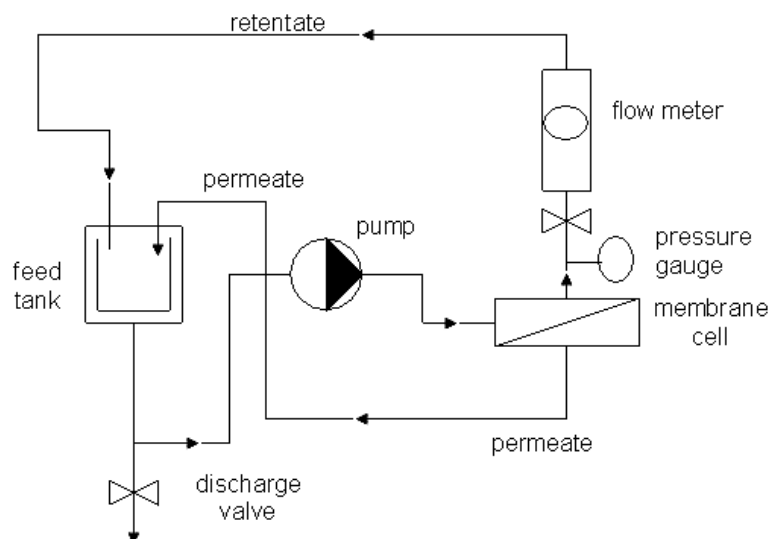 retentate
flow meter
permeate
pump
pressure
gauge
feed
tank
membrane
cell
permeate
discharge
valve